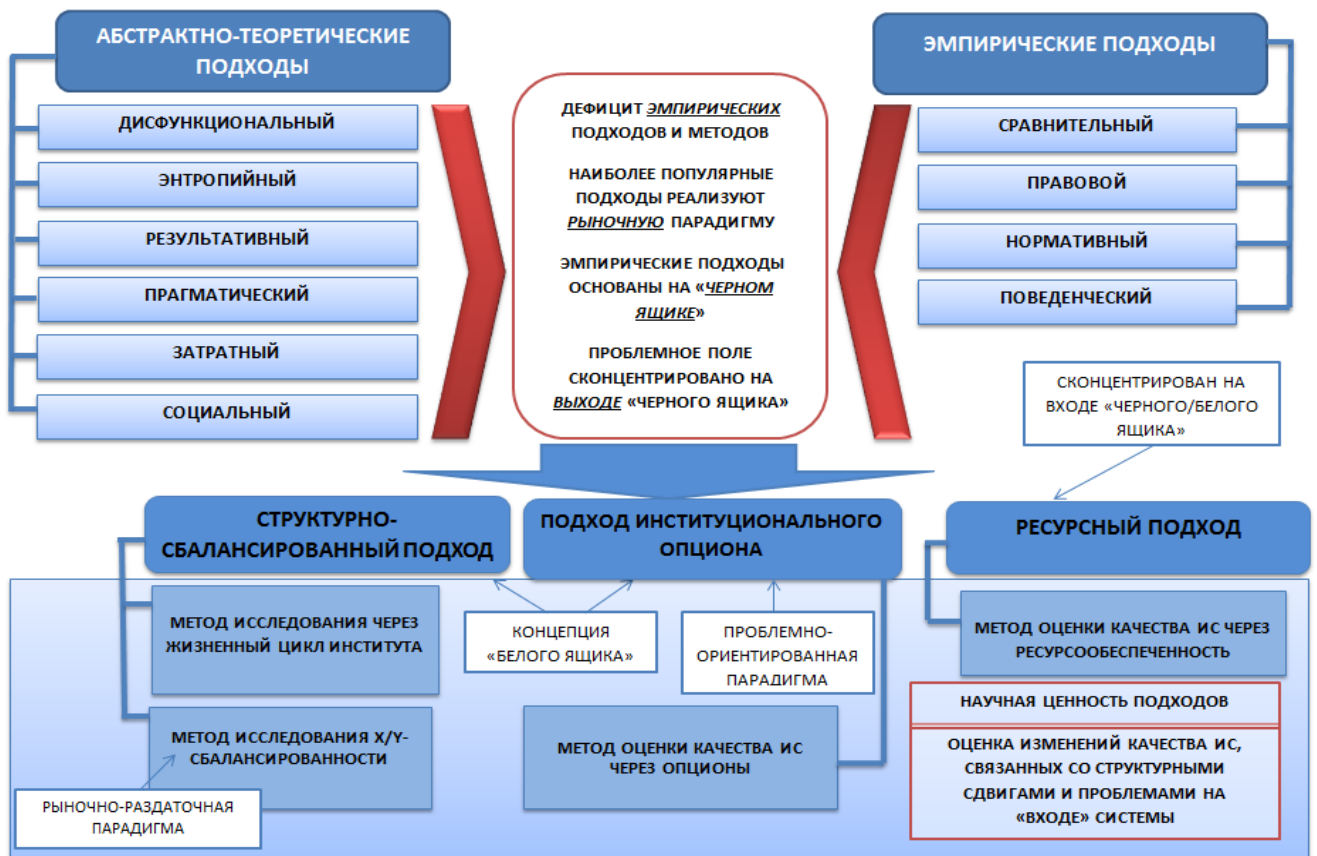 АБСТРАКТНО-ТЕОРЕТИЧЕСКИЕ
ПОДХОДЫ
ДИСФУНКЦИОНАЛЬНЫЙ
ЭНТРОПИЙНЫЙ
РЕЗУЛЬТАТИВНЫЙ
ПРАГМАТИЧЕСКИЙ
ЗАТРАТНЫЙ
СОЦИАЛЬНЫЙ
ДЕФИЦИТ ЭМПИРИЧЕСКИХ
ПОДХОДОВ И МЕТОДОВ
НАИБОЛЕЕ ПОПУЛЯРНЫЕ
ПОДХОДЫ РЕАЛИЗУЮТ
РЫНОЧНУЮ ПАРАДИГМУ
ЭМПИРИЧЕСКИЕ ПОДХОДЫ
ОСНОВАНЫ НА «ЧЕРНОМ
ЯЩИКЕ»
ПРОБЛЕМНОЕ ПОЛЕ
СКОНЦЕНТРИРОВАНО НА
ВЫХОДЕ «ЧЕРНОГО ЯЩИКА»
ЭМПИРИЧЕСКИЕ ПОДХОДЫ
СРАВНИТЕЛЬНЫЙ
ПРАВОВОЙ
НОРМАТИВНЫЙ
ПОВЕДЕНЧЕСКИЙ
СКОНЦЕНТРИРОВАН НА
ВХОДЕ «ЧЕРНОГО/БЕЛОГО
ЯЩИКА»
СТРУКТУРНО-
СБАЛАНСИРОВАННЫЙ ПОДХОД
МЕТОД ИССЛЕДОВАНИЯ ЧЕРЕЗ
ЖИЗНЕННЫЙ ЦИКЛ ИНСТИТУТА
МЕТОД ИССЛЕДОВАНИЯ X/Y-
СБАЛАНСИРОВАННОСТИ
РЫНОЧНО-РАЗДАТОЧНАЯ
ПАРАДИГМА
ПОДХОД ИНСТИТУЦИОНАЛЬНОГО
ОПЦИОНА
КОНЦЕПЦИЯ
«БЕЛОГО ЯЩИКА»
ПРОБЛЕМНО-
ОРИЕНТИРОВАННАЯ
ПАРАДИГМА
МЕТОД ОЦЕНКИ КАЧЕСТВА ИС
ЧЕРЕЗ ОПЦИОНЫ
РЕСУРСНЫЙ ПОДХОД
МЕТОД ОЦЕНКИ КАЧЕСТВА ИС ЧЕРЕЗ
РЕСУРСООБЕСПЕЧЕННОСТЬ
НАУЧНАЯ ЦЕННОСТЬ ПОДХОДОВ
ОЦЕНКА ИЗМЕНЕНИЙ КАЧЕСТВА ИС,
СВЯЗАННЫХ СО СТРУКТУРНЫМИ
СДВИГАМИ И ПРОБЛЕМАМИ НА
«ВХОДЕ» СИСТЕМЫ